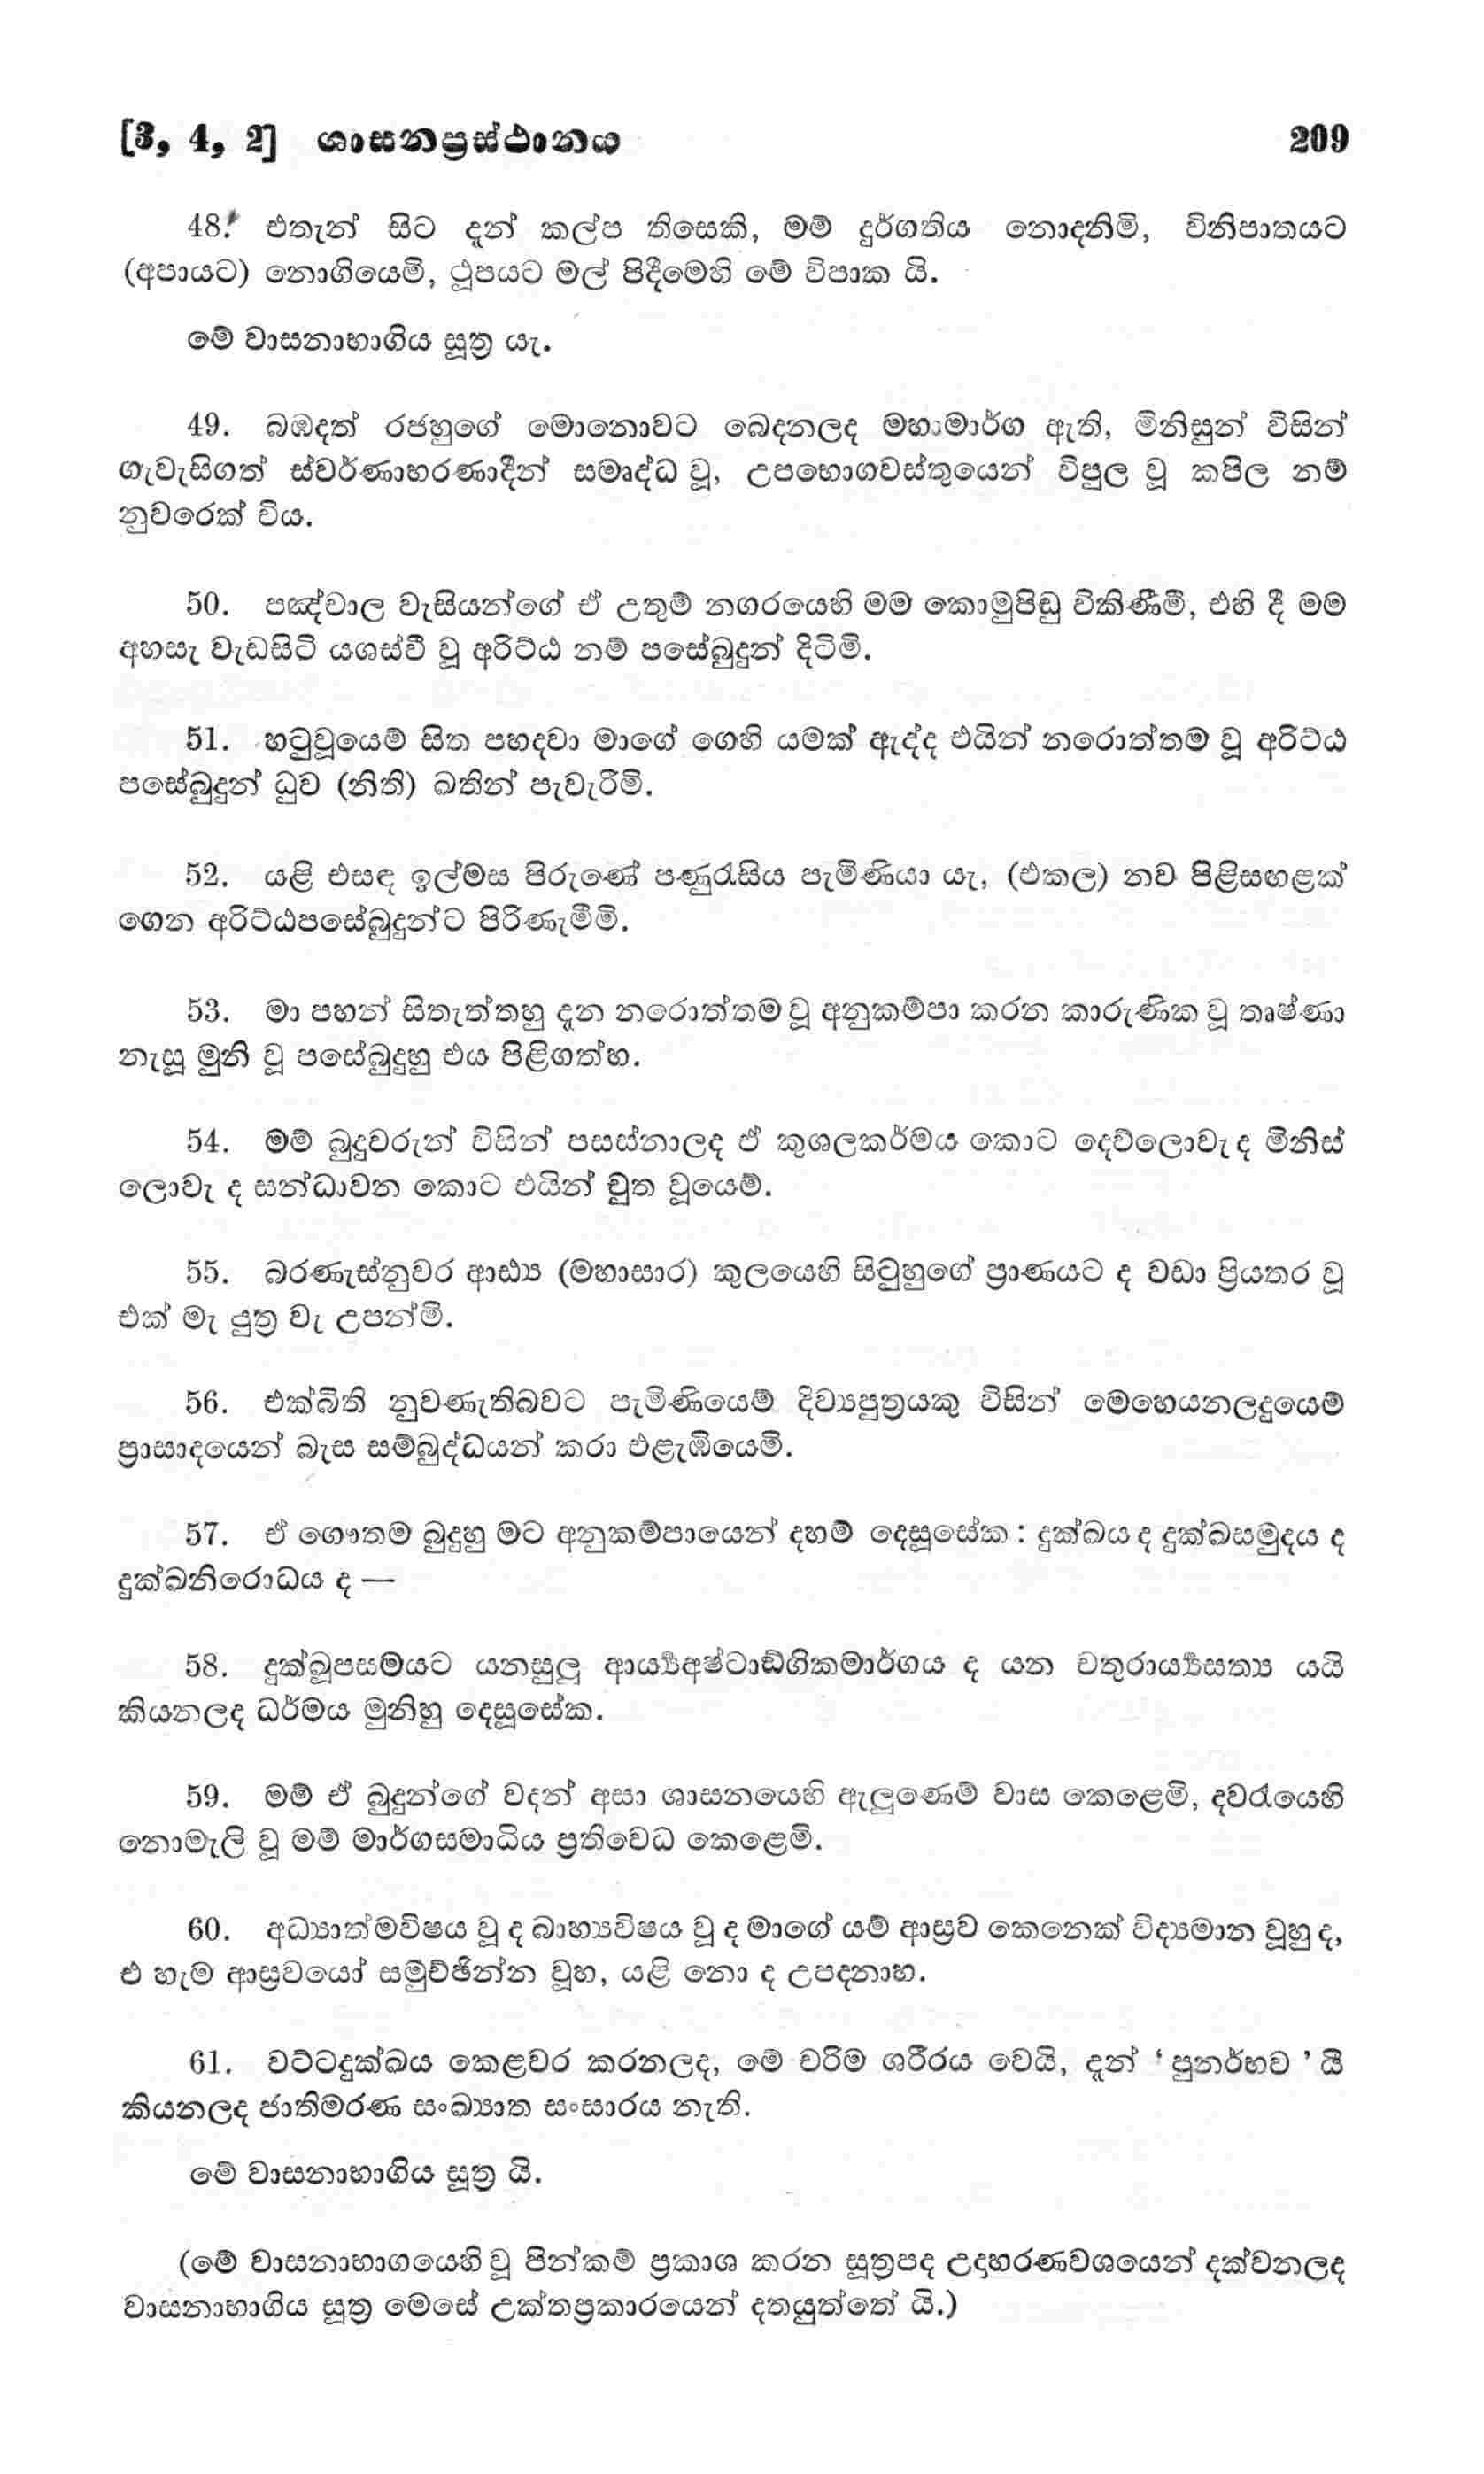 [3, 4, 2] ශාසනප්‍රස්ථානය 209
48. එතැන් සිට දැන් කල්ප තිසෙකි, මම් දුර්ගතිය නොදනිමි, විනිපාතයට
(අපායට) නොගියෙමි, ථූපයට මල් පිදීමෙහි මේ විපාක යි.
මේ වාසනාභාගිය සූත්‍ර යැ.
49. බඹදත් රජහුගේ මොනොවට බෙදනලද මහාමාර්ග ඇති, මිනිසුන් විසින්
ගැවැසිගත් ස්වර්ණාභරණාදීන් සමෘද්ධ වූ, උපභොගවස්තුයෙන් විපුල වූ කපිල නම්
නුවරෙක් විය.
50. පඤ්චාල වැසියන්ගේ ඒ උතුම් නගරයෙහි මම කොමුපිඬු විකිණීමි, එහි දී මම
අහසැ වැඩසිටි යශස්වී වූ අරිට්ඨ නම් පසේබුදුන් දිටිමි.
51. හටුවූයෙම් සිත පහදවා මාගේ ගෙහි යමක් ඇද්ද එයින් නරොත්තම වූ අරිට්ඨ
පසේබුදුන් ධුව (නිති) බතින් පැවැරීමි.
52. යළි එසඳ ඉල්මස පිරුණේ පණුරැසිය පැමිණියා යැ, (එකල) නව පිළිසඟළක්
ගෙන අරිට්ඨපසේබුදුන්ට පිරිණැමීමි.
53. මා පහන් සිතැත්තහු දැන නරොත්තම වූ අනුකම්පා කරන කාරුණික වූ තෘෂ්ණා
නැසූ මුනි වූ පසේබුදුහු එය පිළිගත්හ.
54. මම් බුදුවරුන් විසින් පසස්නාලද ඒ කුශලකර්මය කොට දෙව්ලොවැ ද මිනිස්
ලොවැ ද සන්ධාවන කොට එයින් ච්‍යුත වූයෙම්.
55. බරණැස්නුවර ආඪ්‍ය (මහාසාර) කුලයෙහි සිටුහුගේ ප්‍රාණයට ද වඩා ප්‍රියතර වූ
එක් මැ පුත්‍ර වැ උපන්මි.
56. එක්බිති නුවණැතිබවට පැමිණියෙම් දිව්‍යපුත්‍රයකු විසින් මෙහෙයනලදුයෙම්
ප්‍රාසාදයෙන් බැස සම්බුද්ධයන් කරා එළැඹියෙමි.
57. ඒ ගෞතම බුදුහු මට අනුකම්පායෙන් දහම් දෙසූසේක : දුක්ඛය ද දුක්ඛසමුදය ද
දුක්ඛනිරොධය ද —
58. දුක්ඛූපසමයට යනසුලු ආර්‍ය්‍යඅෂ්ටාඞ්ගිකමාර්ගය ද යන චතුරාර්‍ය්‍යසත්‍ය යයි
කියනලද ධර්මය මුනිහු දෙසූසේක.
59. මම් ඒ බුදුන්ගේ වදන් අසා ශාසනයෙහි ඇලුණෙම් වාස කෙළෙමි, දවරැයෙහි
නොමැලි වූ මම් මාර්ගසමාධිය ප්‍රතිවෙධ කෙළෙමි.
60. අධ්‍යාත්මවිෂය වූ ද බාහ්‍යවිෂය වූ ද මාගේ යම් ආස්‍රව කෙනෙක් විද්‍යමාන වූහු ද,
එ හැම ආස්‍රවයෝ සමුච්ඡින්න වූහ, යළි නො ද උපදනාහ.
61. වට්ටදුක්ඛය කෙළවර කරනලද, මේ චරිම ශරීරය වෙයි, දැන් ‘පුනර්භව’ යී
කියනලද ජාතිමරණ සංඛ්‍යාත සංසාරය නැති.
මේ වාසනාභාගිය සූත්‍ර යි.
(මේ වාසනාභාගයෙහි වූ පින්කම් ප්‍රකාශ කරන සූත්‍රපද උදාහරණවශයෙන් දක්වනලද
වාසනාභාගිය සූත්‍ර මෙසේ උක්තප්‍රකාරයෙන් දතයුත්තේ යි.)